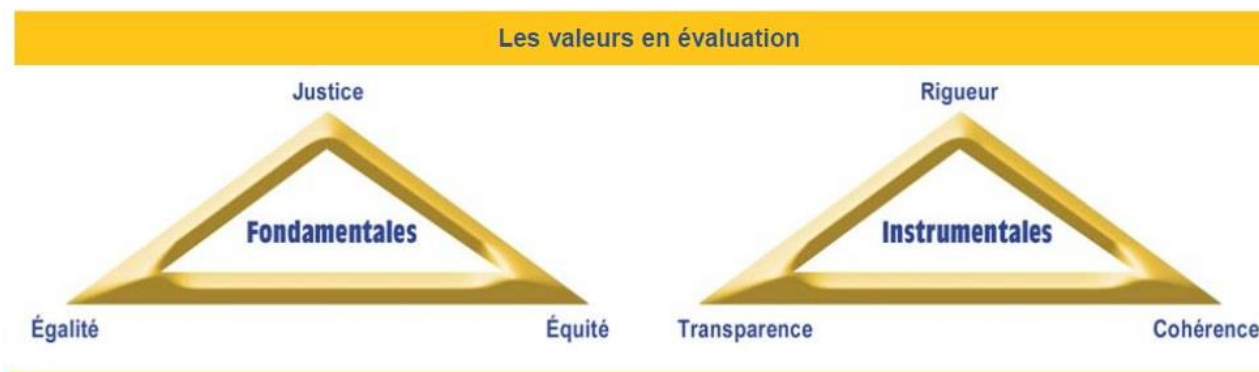 Les valeurs en évaluation
Justice
Fondamentales
Égalité
Équité
Rigueur
Instrumentales
Transparence
Cohérence